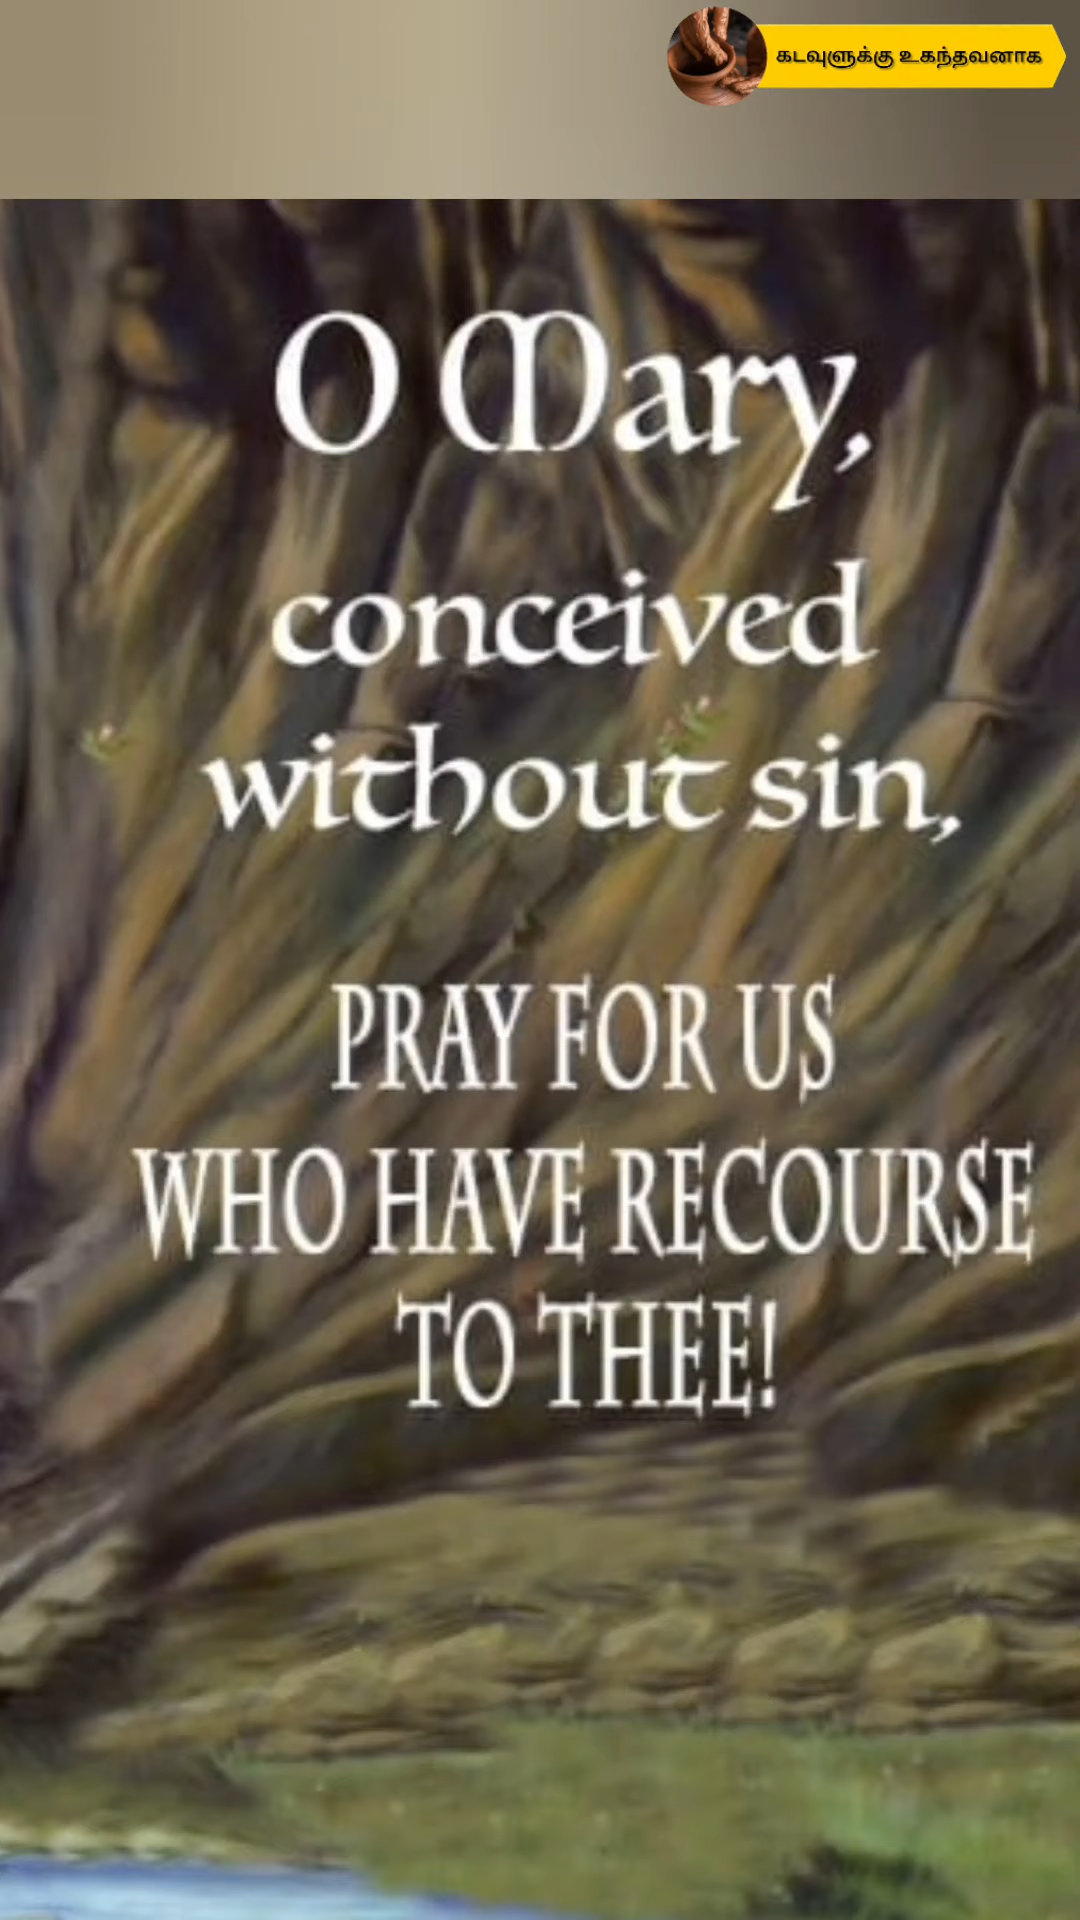 கடவுளுக்கு உகந்தவனாக
O Mary,
conceived
without sin,
PRAY FOR US
WHO HAVE RECOURSE
TO THEE!